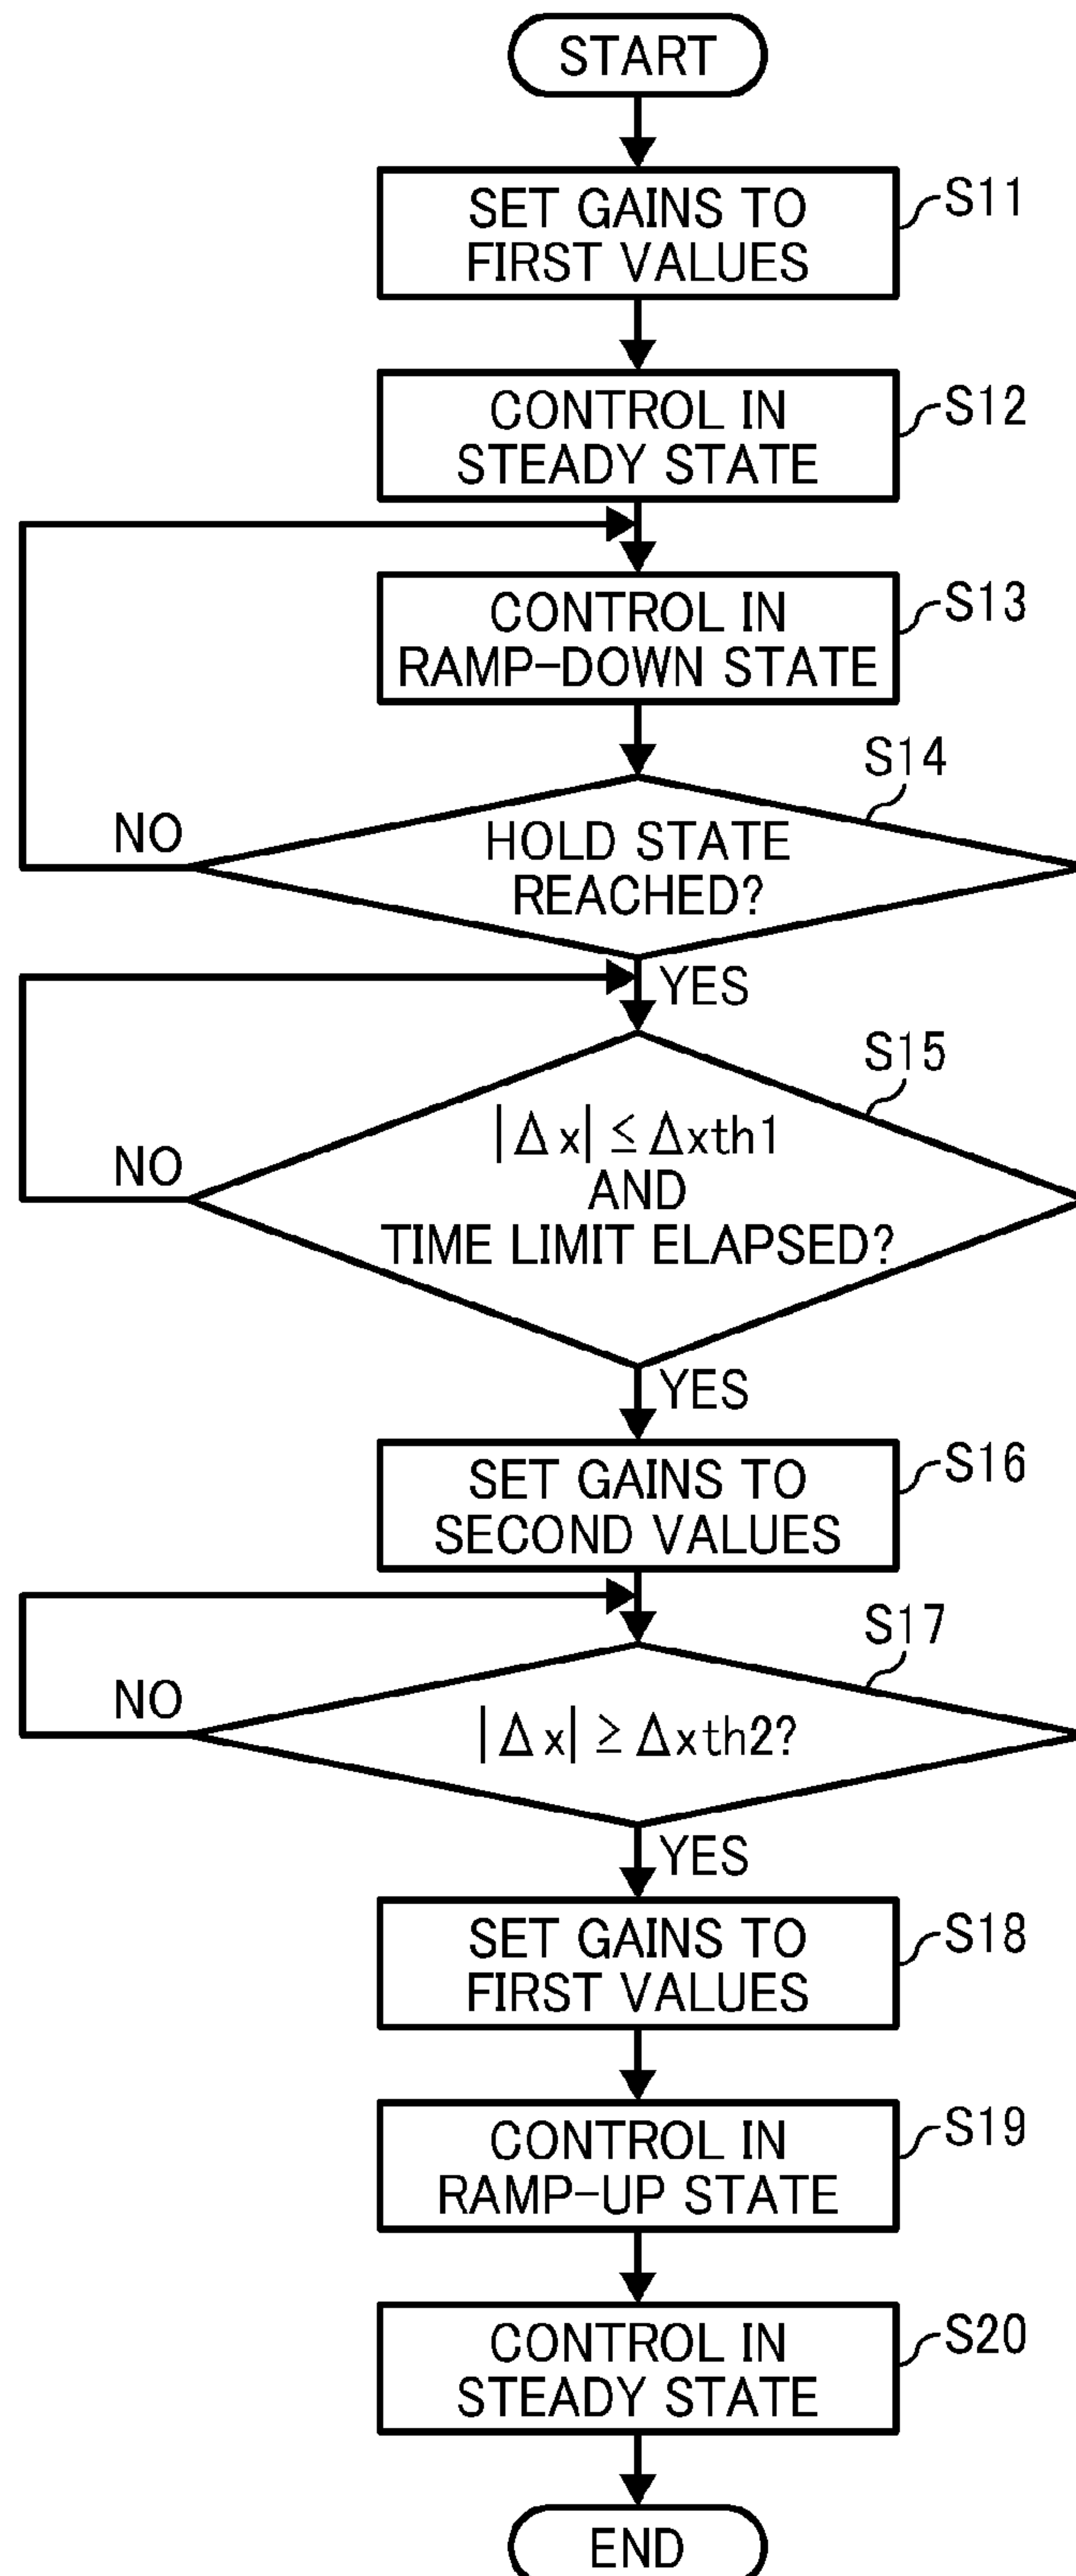 START
SET GAINS TO
FIRST VALUES
S11
CONTROL IN
STEADY STATE
S12
CONTROL IN
RAMP-DOWN STATE
S13
S14
HOLD STATE
REACHED?
NO
YES
S15
|Δx| ≤ Δxth1
AND
TIME LIMIT ELAPSED?
NO
YES
SET GAINS TO
SECOND VALUES
S16
S17
|Δx| ≥ Δxth2?
NO
YES
SET GAINS TO
FIRST VALUES
S18
CONTROL IN
RAMP-UP STATE
S19
CONTROL IN
STEADY STATE
S20
END